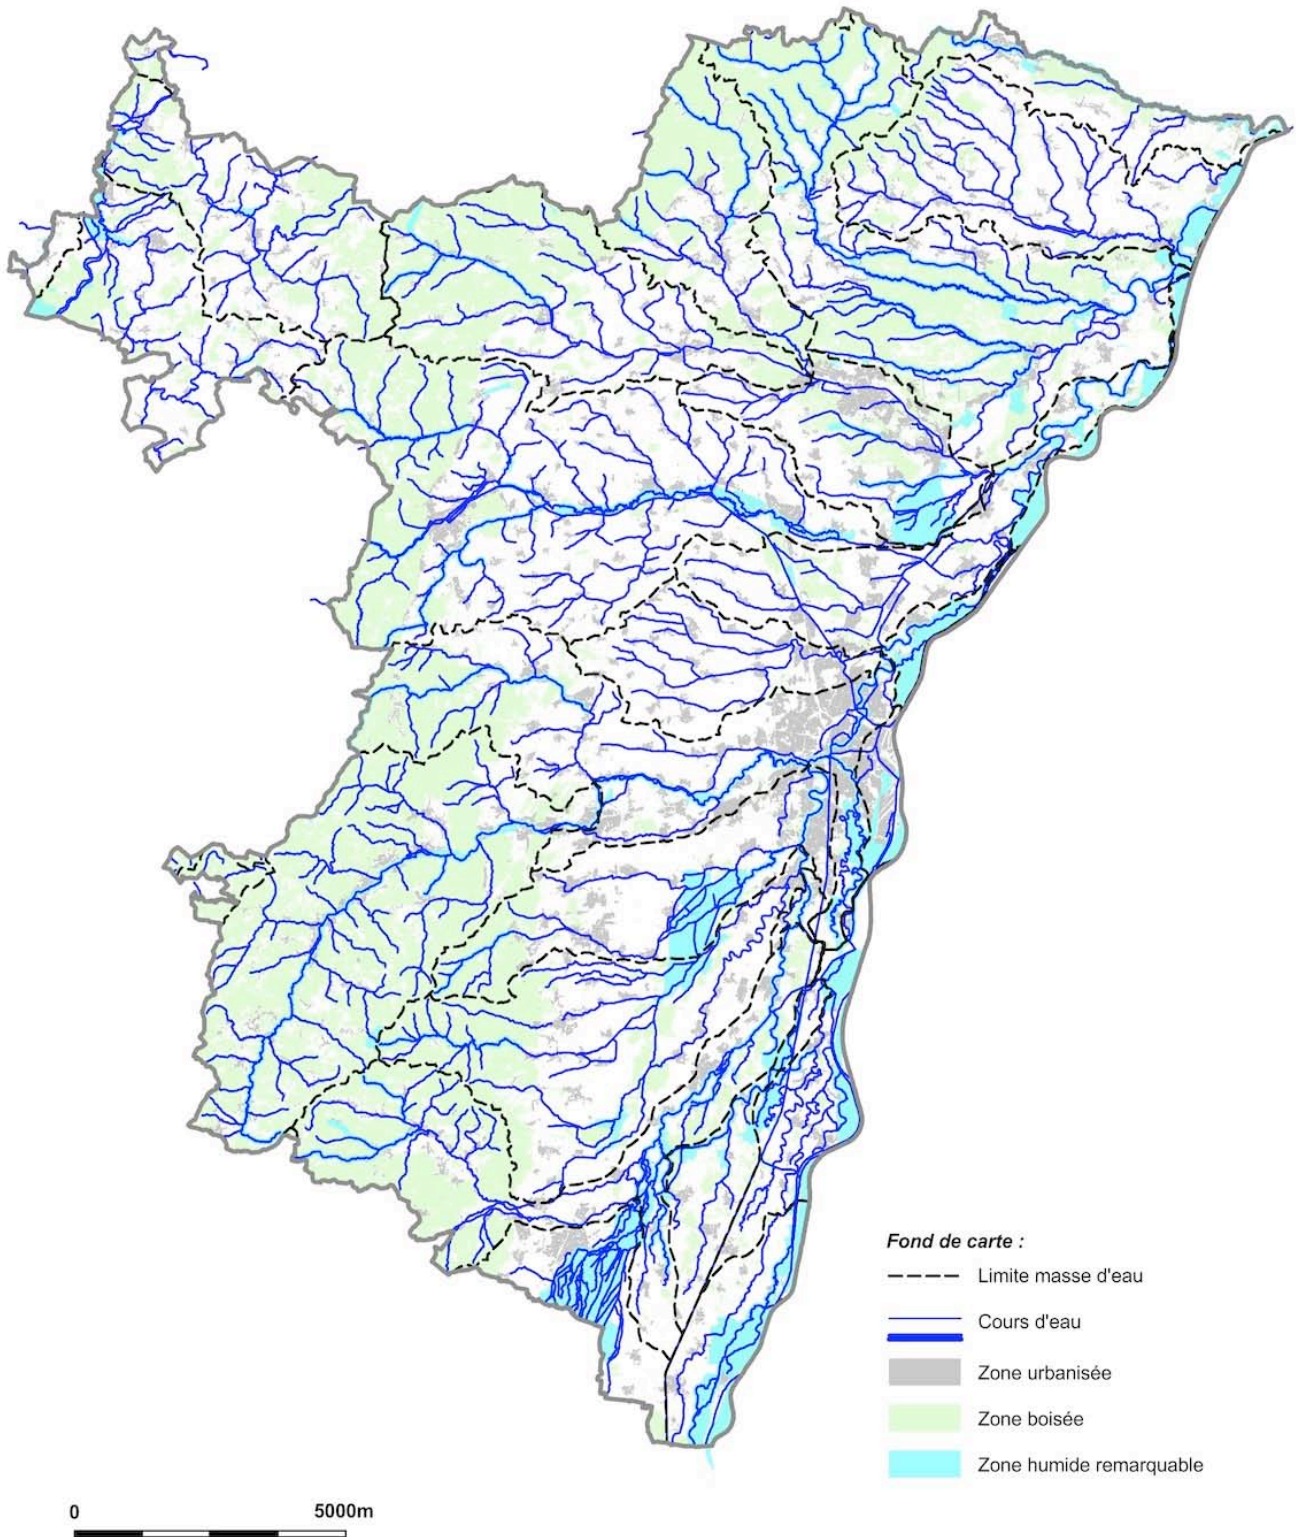 Fond de carte :
Limite masse d'eau
Cours d'eau
Zone urbanisée
Zone boisée
Zone humide remarquable
0 5000m